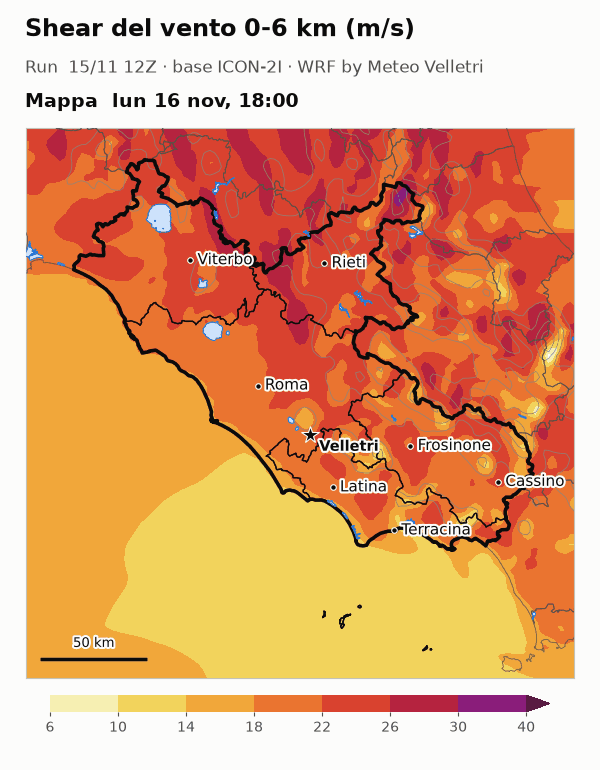 Shear del vento 0-6 km (m/s)
Run  15/11 12Z · base ICON-2I · WRF by Meteo Velletri
Mappa  lun 16 nov, 18:00
Viterbo
Rieti
Roma
Velletri
Frosinone
Cassino
Latina
Terracina
50 km
6 10 14 18 22 26 30 40